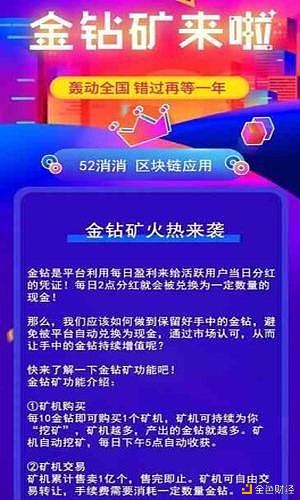 金钻矿来啦
轰动全国 错过再等一年
52消消 区块链应用
金钻矿火热来袭
金钻是平台利用每日盈利来给活跃用户当日分红
的凭证！每日2点分红就会被兑换为一定数量的
现金！
那么，我们应该如何做到保留好手中的金钻，避
免被平台自动兑换为现金，通过市场认可，从而
让手中的金钻持续增值呢？
快来了解一下金钻矿功能吧！
金钻矿功能介绍：
①矿机购买
每10金钻即可购买1个矿机，矿机可持续为你
“挖矿”，矿机越多，产出的金钻就越多。矿
机自动挖矿，每日下午5点自动收获。
②矿机交易
矿机累计售卖1亿个，售完即止。矿机可自由交
易转让，手续费需要消耗一定数量金钻，
金色财经